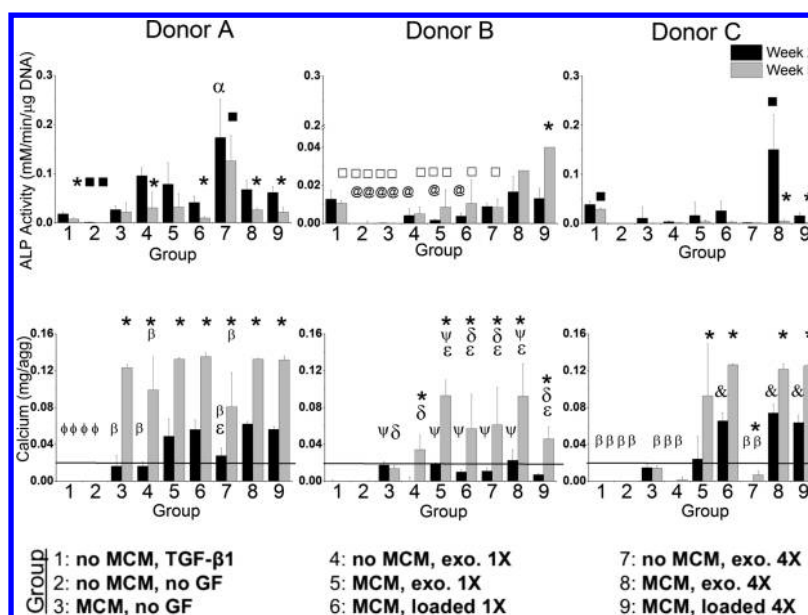 Donor A Donor B Donor C
Week
Week
ALP Activity (mM/min/µg DNA)
0.3 0.3 0.3
0.2 0.2 0.2
0.1 0.04 0.1
0.02
0.0 0.00 0.0
α
* ■ ■ * * ■ * *
□ □ □ □ □ □ □ □ □ *
@ @ @ @ @ @ @
■ ■ * *
1 2 3 4 5 6 7 8 9 1 2 3 4 5 6 7 8 9 1 2 3 4 5 6 7 8 9
Group Group Group
Calcium (mg/agg)
0.16 0.16 0.16
0.12 0.12 0.12
0.08 0.08 0.08
0.04 0.04 0.04
0.00 0.00 0.00
* * * * * * *
β β
ϕ ϕ ϕ ϕ β β β ε
* * * *
ψ δ δ ψ
ε ε ε ε
* δ * δ ε
ψ δ ψ ψ ψ ψ
* * * *
& & &
β β β β β β β * β β
1 2 3 4 5 6 7 8 9 1 2 3 4 5 6 7 8 9 1 2 3 4 5 6 7 8 9
Group Group Group
Group
1: no MCM, TGF-β1 4: no MCM, exo. 1X 7: no MCM, exo. 4X
2: no MCM, no GF 5: MCM, exo. 1X 8: MCM, exo. 4X
3: MCM, no GF 6: MCM, loaded 1X 9: MCM, loaded 4X